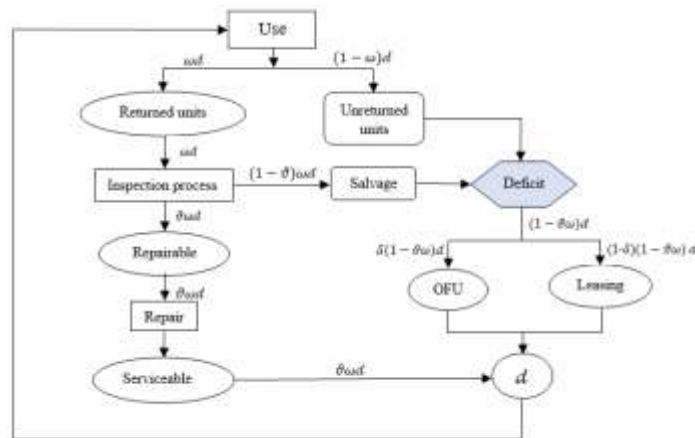 Use
ωd
(1 − ω)d
Returned units
Unreturned
units
ωd
Inspection process
(1 − ϑ)ωd
Salvage
Deficit
ϑωd
(1 − ϑω)d
Repairable
δ(1 − ϑω)d
(1-δ)(1 − ϑω) d
OFU
Leasing
ϑωd
Repair
Serviceable
ϑωd
d